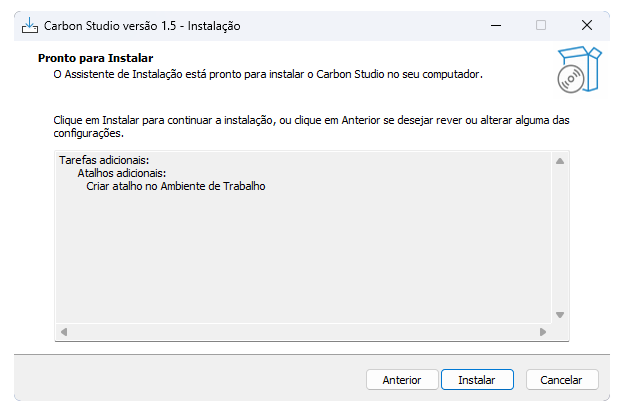 Carbon Studio versão 1.5 - Instalação
Pronto para Instalar
O Assistente de Instalação está pronto para instalar o Carbon Studio no seu computador.
Clique em Instalar para continuar a instalação, ou clique em Anterior se desejar rever ou alterar alguma das
configurações.
Tarefas adicionais:
Atalhos adicionais:
Criar atalho no Ambiente de Trabalho
Anterior
Instalar
Cancelar